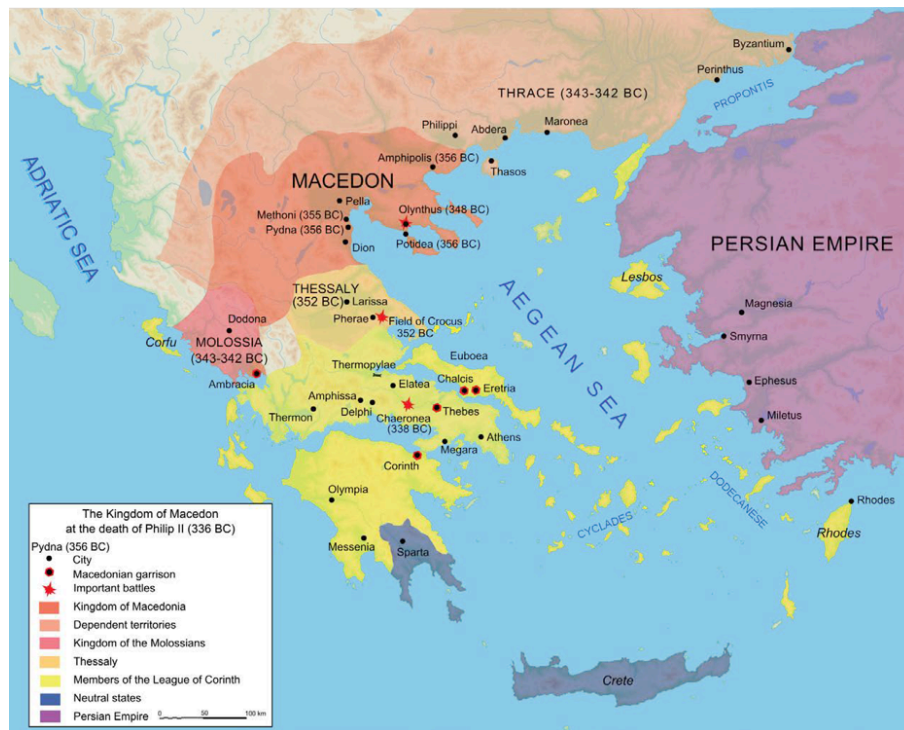 Byzantium
Perinthus
PROPONTIS
THRACE (343-342 BC)
Philippi
Abdera
Maronea
Amphipolis (356 BC)
Thasos
MACEDON
Pella
Methoni (355 BC)
Olynthus (348 BC)
Pydna (356 BC)
Potidea (356 BC)
Dion
ADRIATIC SEA
PERSIAN EMPIRE
THESSALY
(352 BC)
Larissa
Lesbos
AEGEAN SEA
Magnesia
Pherae
Field of Crocus
352 BC
Dodona
Corfu
MOLOSSIA
(343-342 BC)
Smyrna
Euboea
Thermopylae
Chalcis
Ambracia
Elatea
Eretria
Ephesus
Amphissa
Delphi
Thermon
Chaeronea
(338 BC)
Thebes
Miletus
Athens
Megara
Corinth
Olympia
DODECANESE
Rhodes
CYCLADES
Rhodes
Messenia
Sparta
Crete
The Kingdom of Macedon
at the death of Philip II (336 BC)
Pydna (356 BC)
City
Macedonian garrison
Important battles
Kingdom of Macedonia
Dependent territories
Kingdom of the Molossians
Thessaly
Members of the League of Corinth
Neutral states
Persian Empire
0 50 100 km